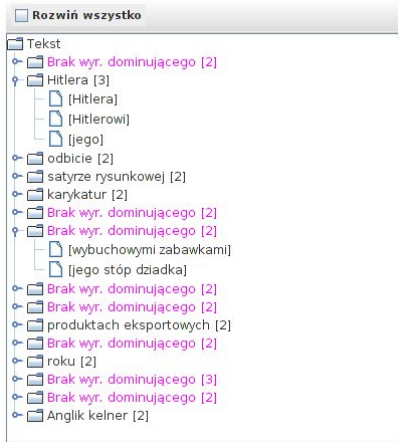 Rozwiń wszystko
Tekst
Brak wyr. dominującego [2]
Hitlera [3]
[Hitlera]
[Hitlerowi]
[jego]
odbicie [2]
satyrze rysunkowej [2]
karykatur [2]
Brak wyr. dominującego [2]
Brak wyr. dominującego [2]
[wybuchowymi zabawkami]
[jego stóp dziadka]
Brak wyr. dominującego [2]
Brak wyr. dominującego [2]
produktach eksportowych [2]
Brak wyr. dominującego [2]
roku [2]
Brak wyr. dominującego [3]
Brak wyr. dominującego [2]
Anglik kelner [2]